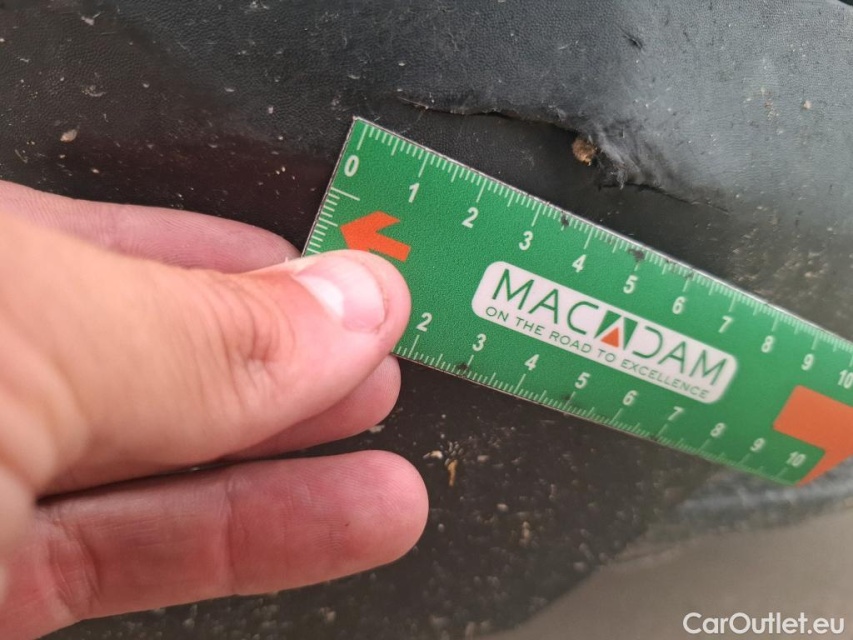 0 1 2 3 4 5 6 7 8 9 10
MACADAM
ON THE ROAD TO EXCELLENCE
2 3 4 5 6 7 8 9 10
CarOutlet.eu